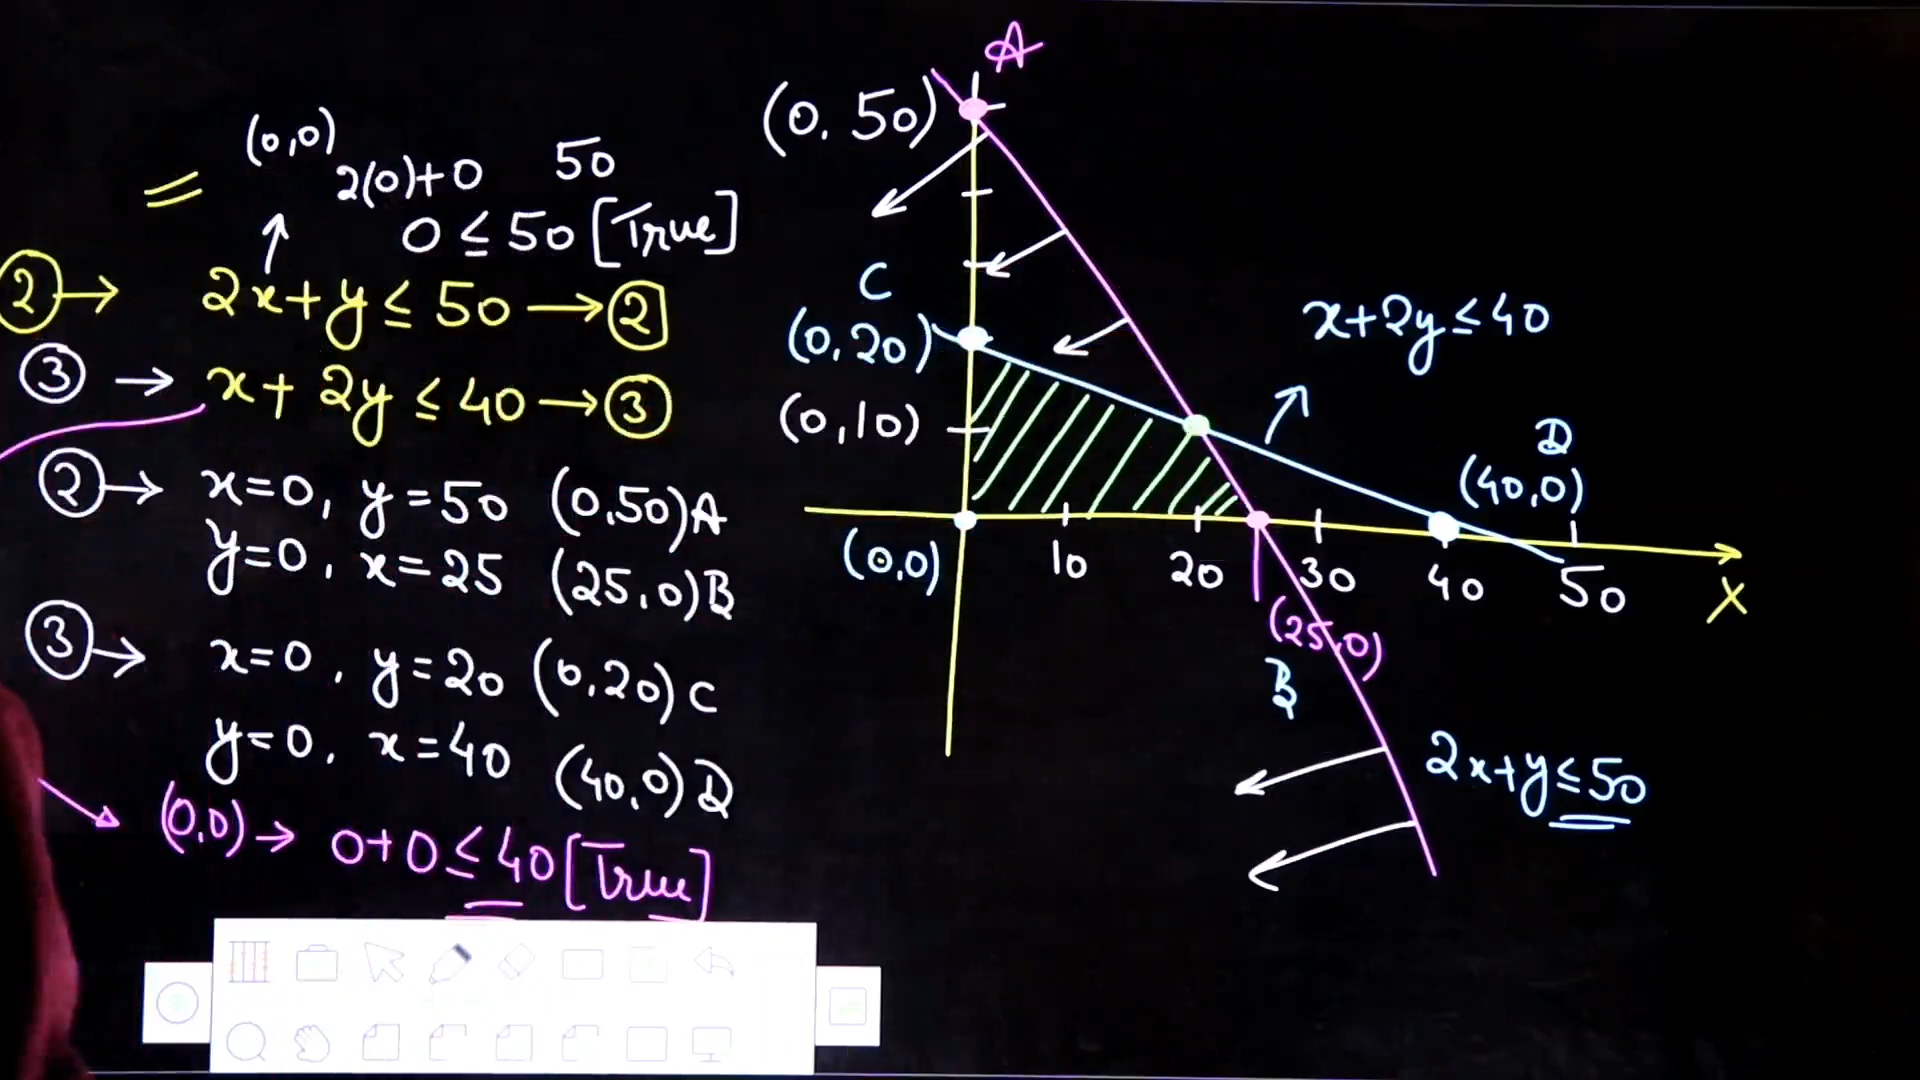 (0,0)
2(0)+0 50
0 ≤ 50 [True]
② → 2x+y ≤ 50 → ②
③ → x+2y ≤ 40 → ③
② → x=0, y=50 (0,50)A
y=0, x=25 (25,0)B
③ → x=0, y=20 (0,20)C
y=0, x=40 (40,0)D
(0,0) → 0+0 ≤ 40 [True]
A
(0, 50)
C
(0,20)
(0,10)
(0,0)
x+2y ≤ 40
D
(40,0)
10 20 30 40 50
X
(25,0)
B
2x+y ≤ 50